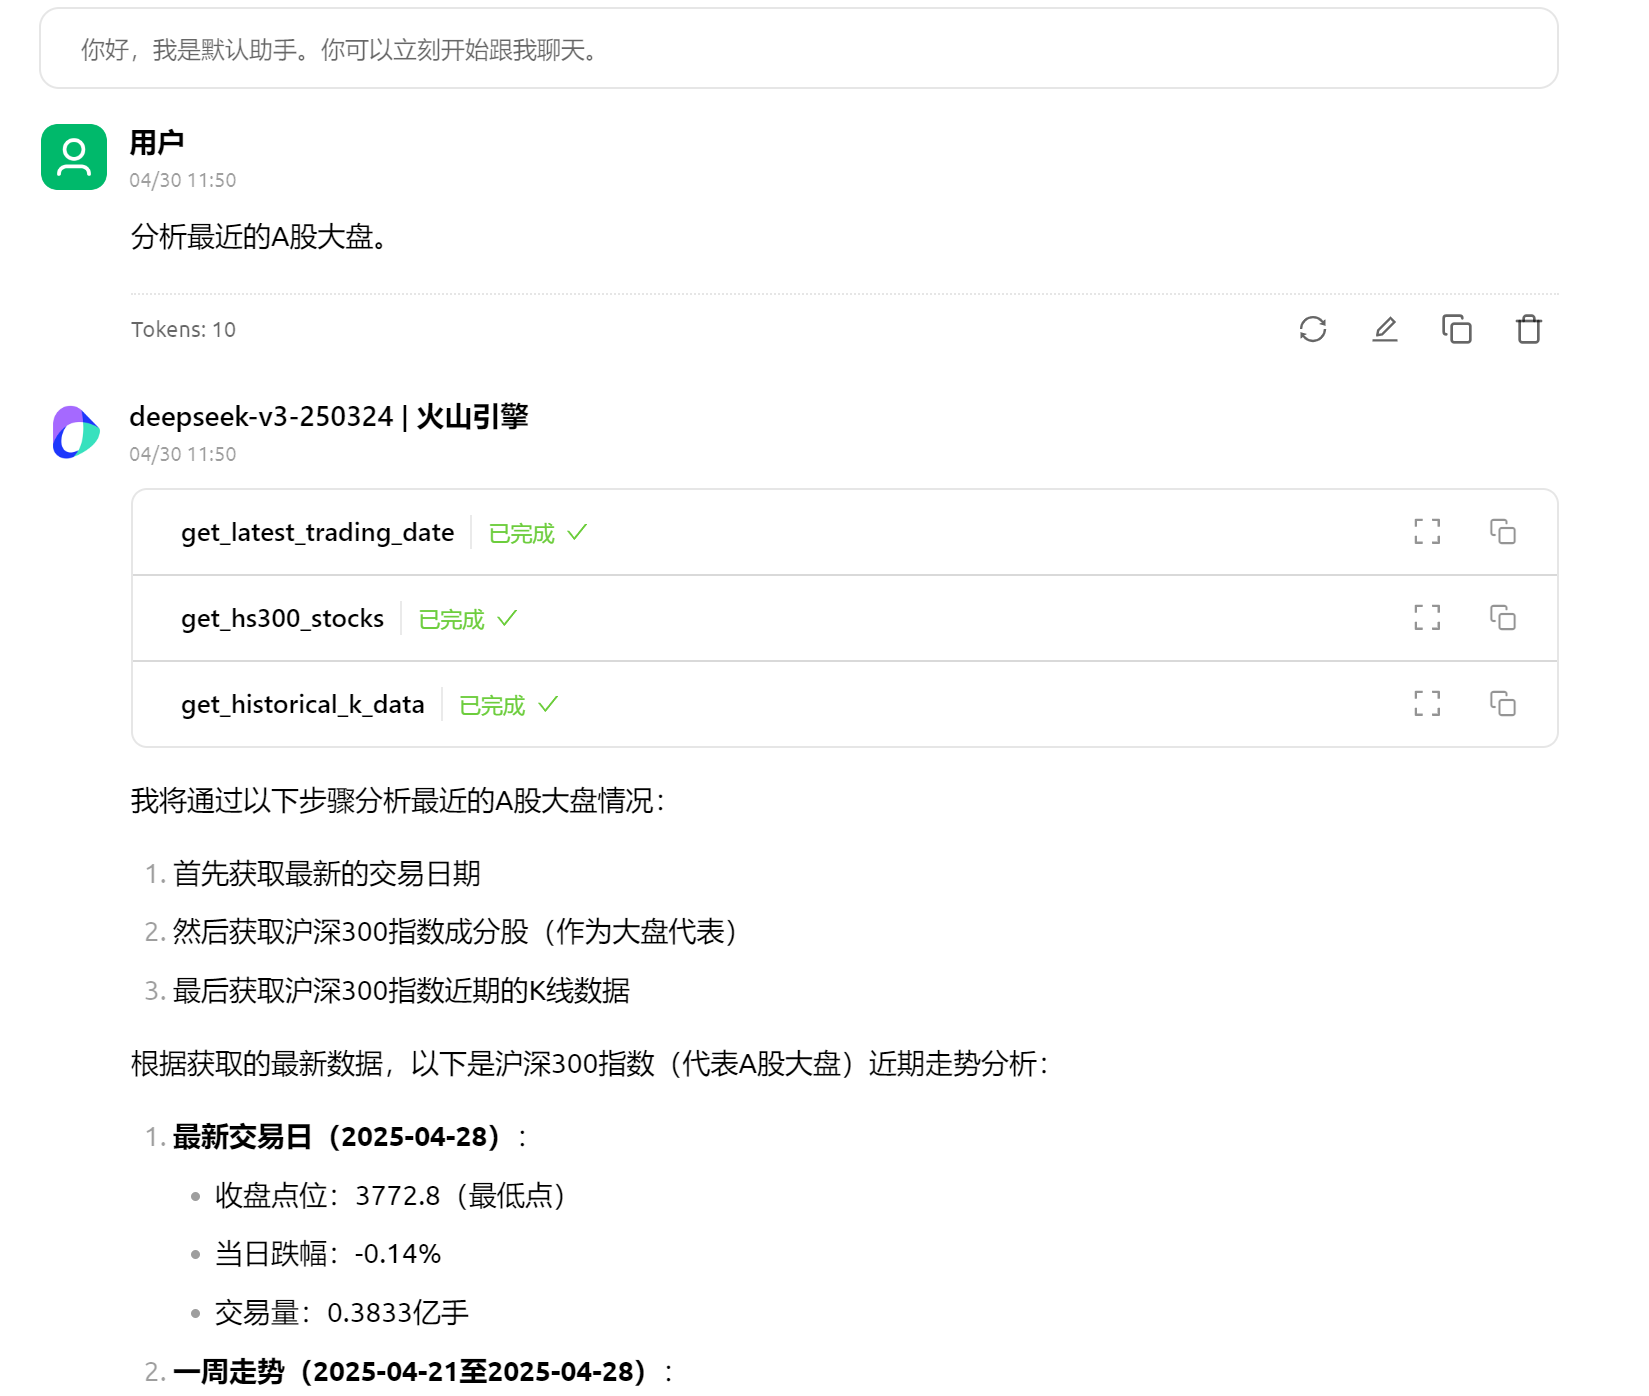 你好，我是默认助手。你可以立刻开始跟我聊天。
用户
04/30 11:50
分析最近的A股大盘。
Tokens: 10
deepseek-v3-250324 | 火山引擎
04/30 11:50
get_latest_trading_date 已完成
get_hs300_stocks 已完成
get_historical_k_data 已完成
我将通过以下步骤分析最近的A股大盘情况：
1. 首先获取最新的交易日期
2. 然后获取沪深300指数成分股（作为大盘代表）
3. 最后获取沪深300指数近期的K线数据
根据获取的最新数据，以下是沪深300指数（代表A股大盘）近期走势分析：
1. 最新交易日（2025-04-28）：
• 收盘点位：3772.8（最低点）
• 当日跌幅：-0.14%
• 交易量：0.3833亿手
2. 一周走势（2025-04-21至2025-04-28）：